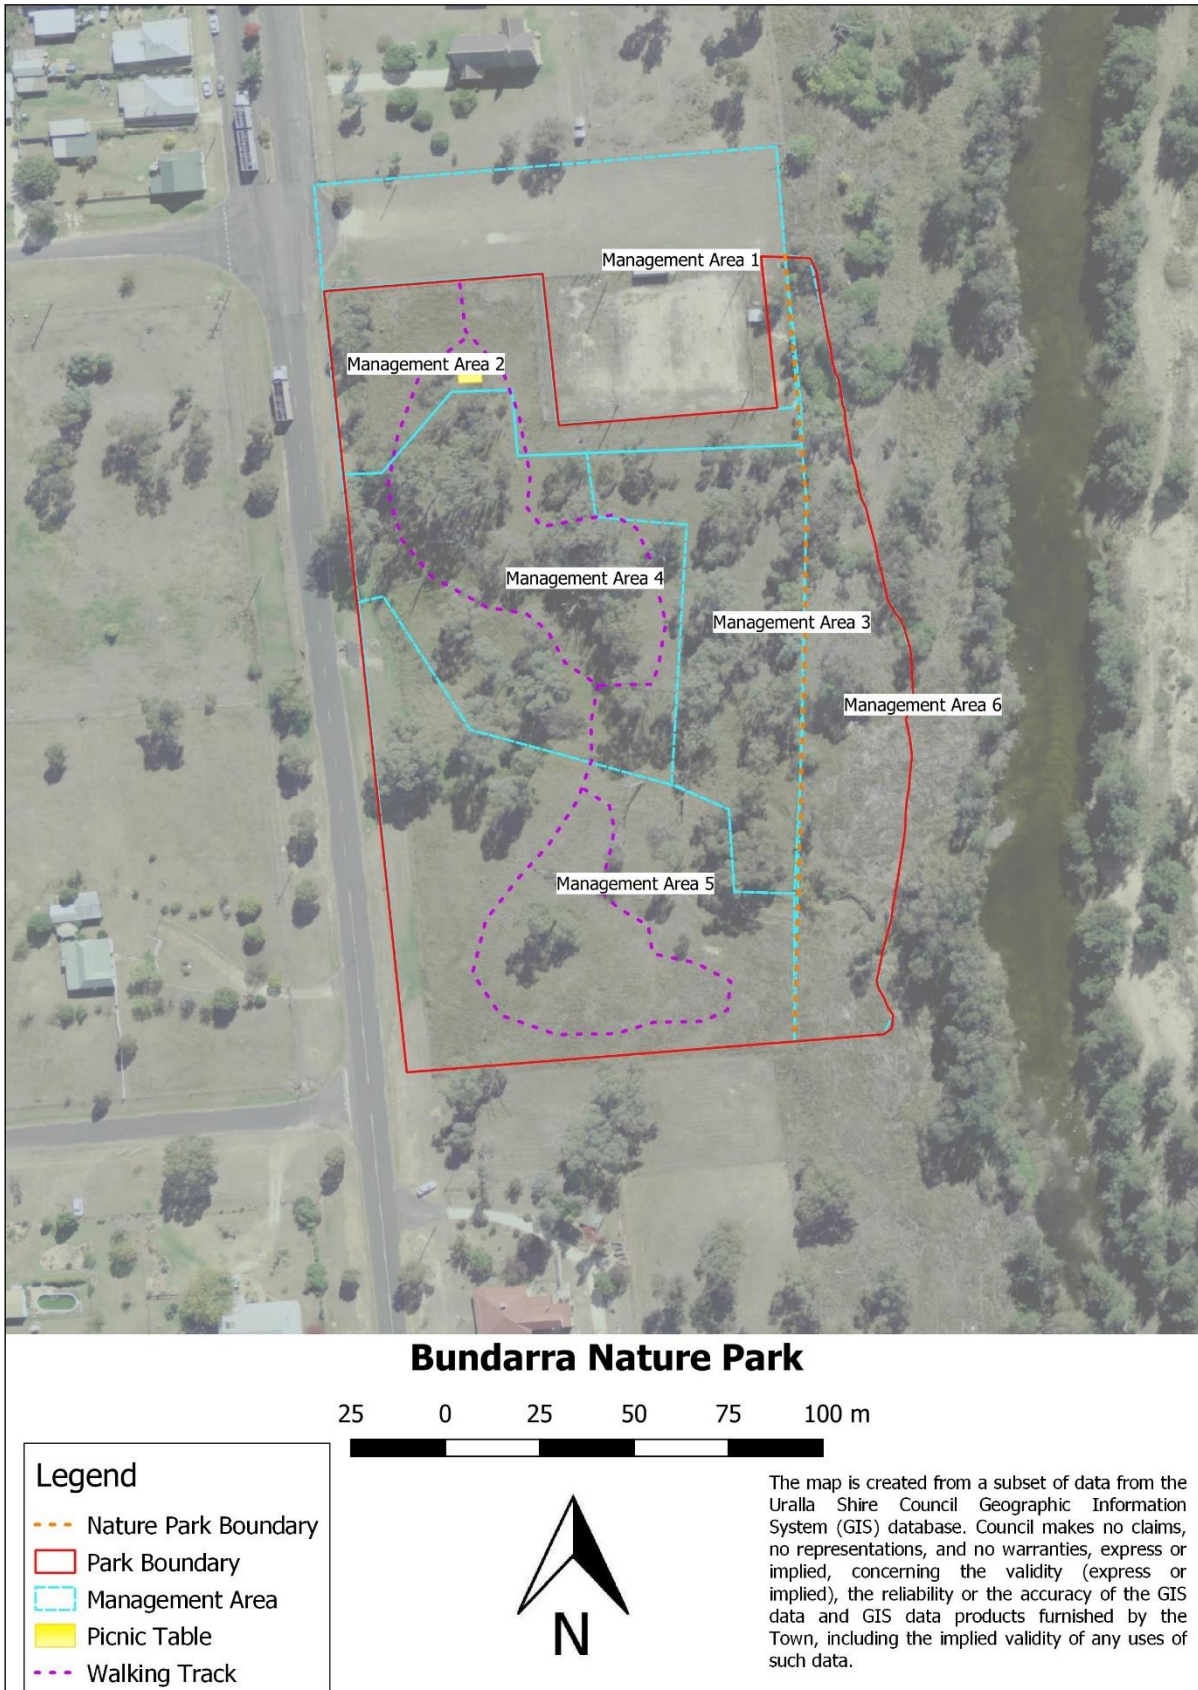 Management Area 1
Management Area 2
Management Area 4
Management Area 3
Management Area 6
Management Area 5
Bundarra Nature Park
25 0 25 50 75 100 m
Legend
Nature Park Boundary
Park Boundary
Management Area
Picnic Table
Walking Track
N
The map is created from a subset of data from the
Uralla Shire Council Geographic Information
System (GIS) database. Council makes no claims,
no representations, and no warranties, express or
implied, concerning the validity (express or
implied), the reliability or the accuracy of the GIS
data and GIS data products furnished by the
Town, including the implied validity of any uses of
such data.